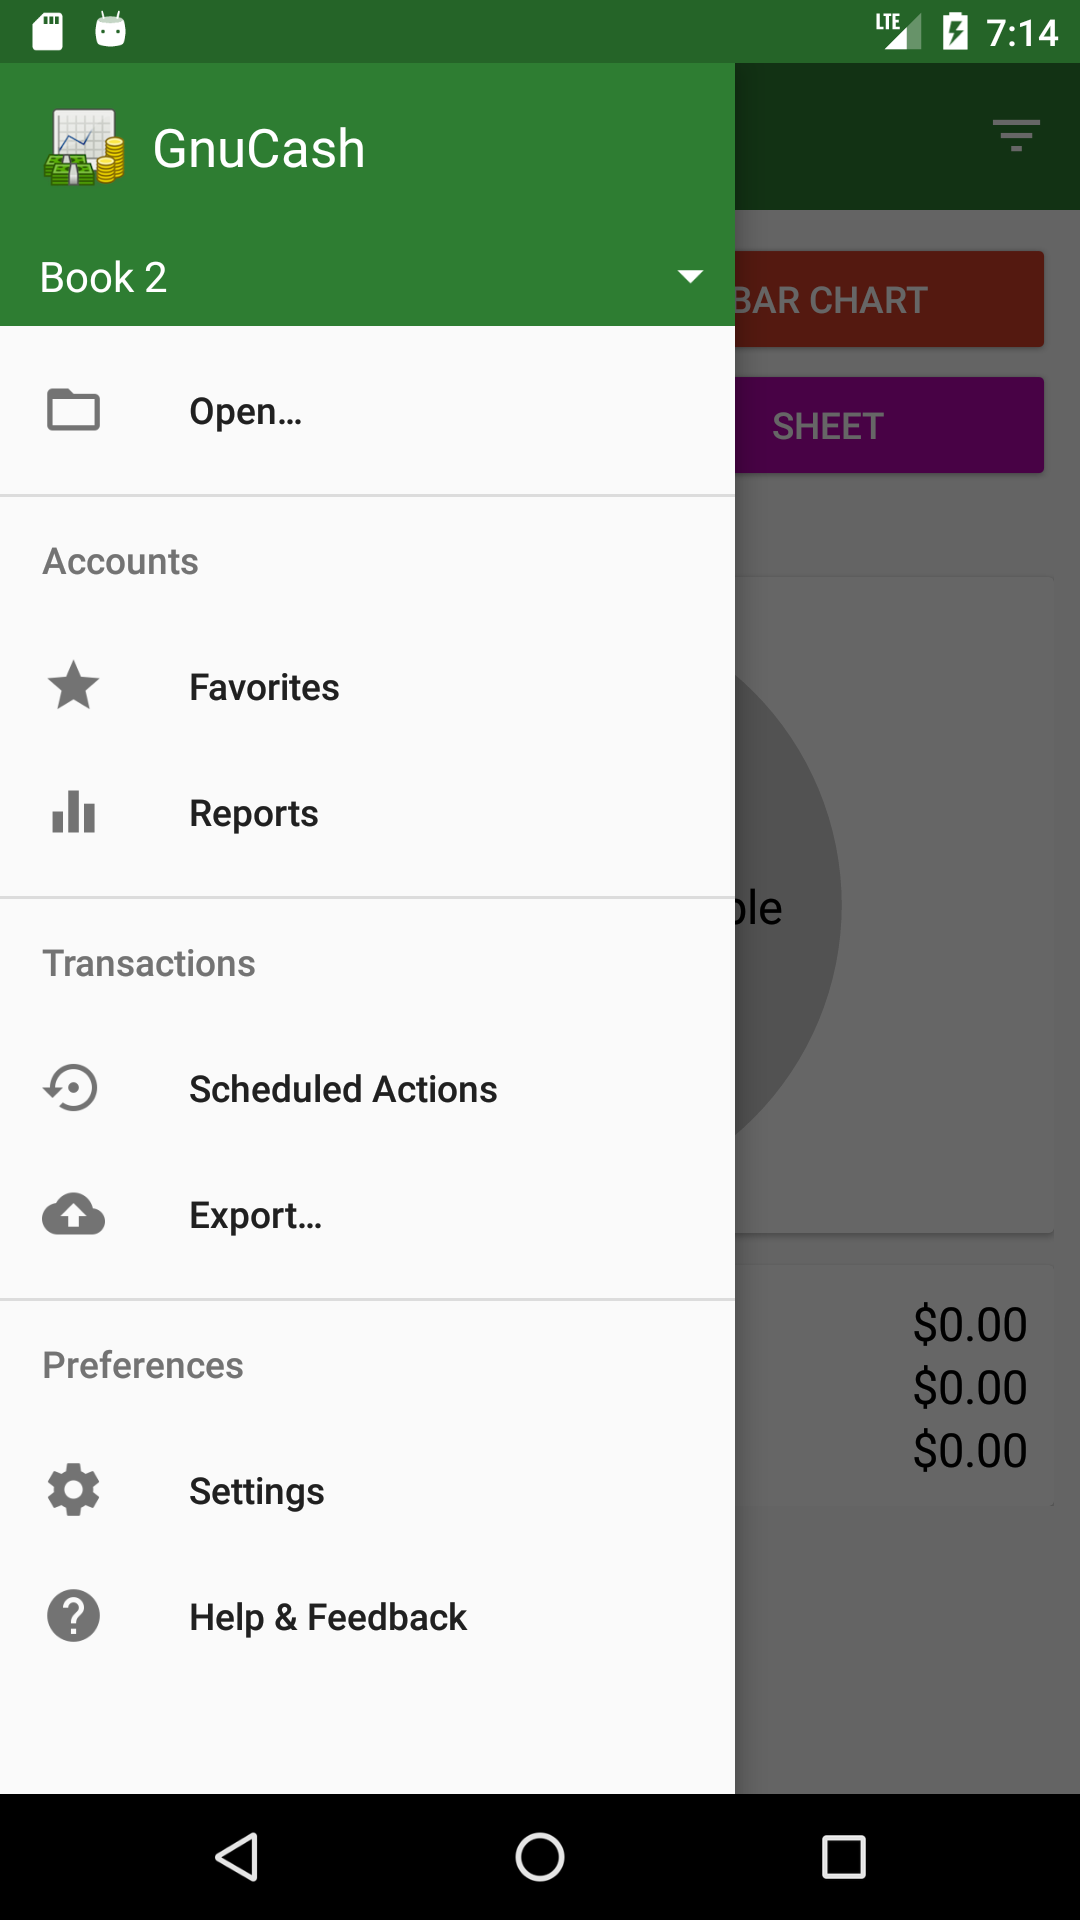 LTE 7:14
GnuCash
Book 2
BAR CHART
Open...
SHEET
Accounts
Favorites
Reports
ble
Transactions
Scheduled Actions
Export...
$0.00
Preferences
$0.00
$0.00
Settings
Help & Feedback